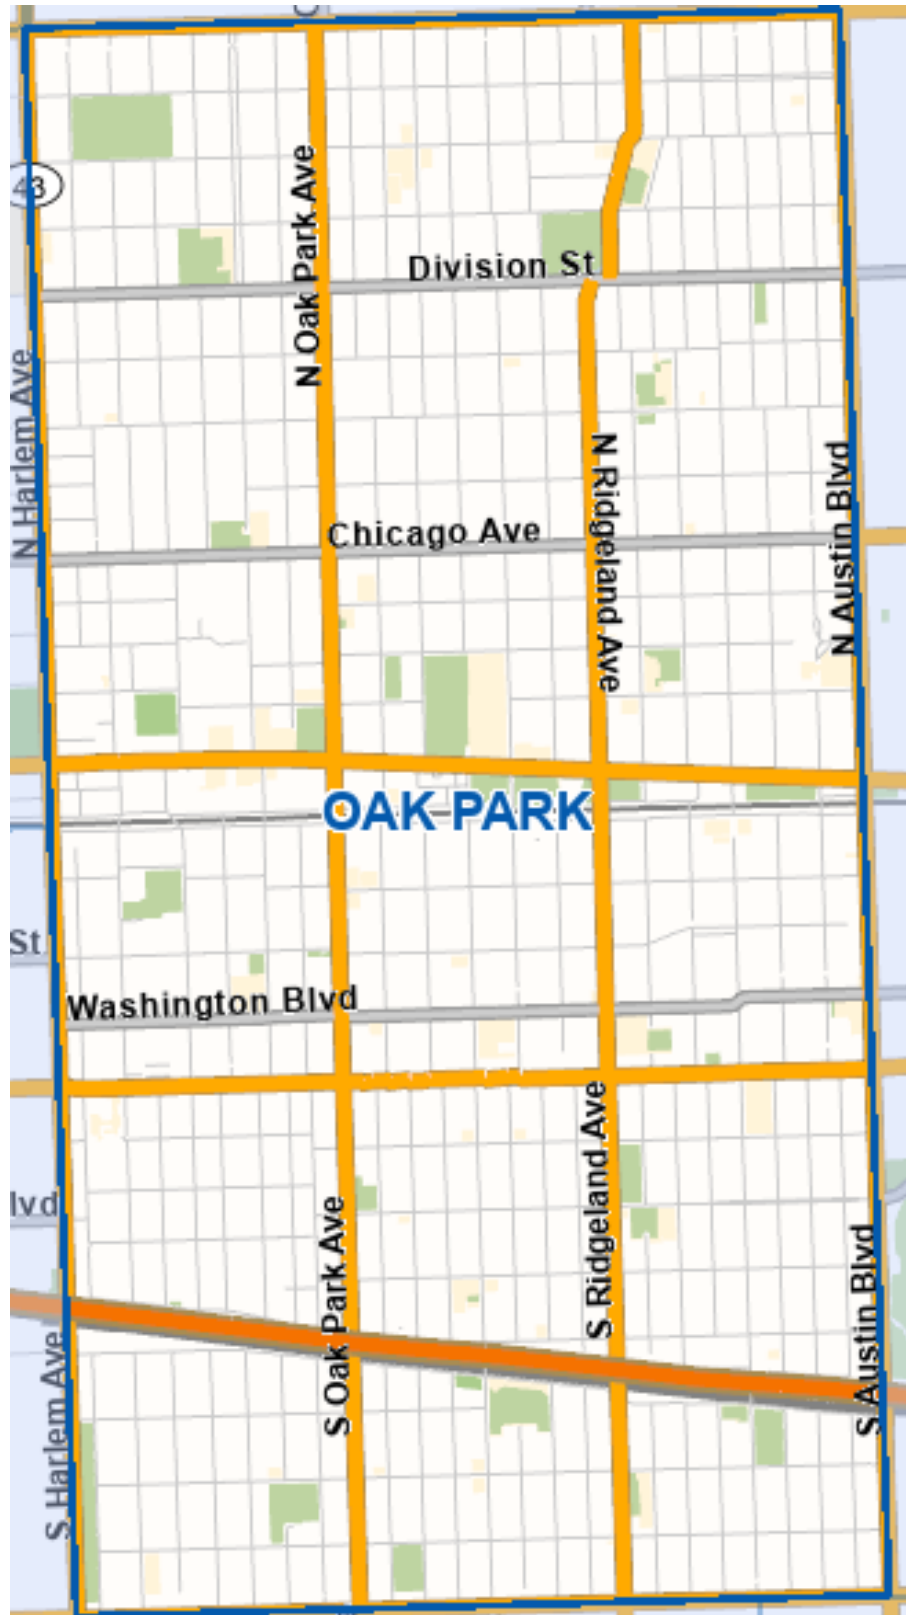 43
N Oak Park Ave
Division St
N Harlem Ave
N Ridgeland Ave
N Austin Blvd
Chicago Ave
OAK PARK
St
Washington Blvd
S Ridgeland Ave
lvd
S Oak Park Ave
S Austin Blvd
S Harlem Ave